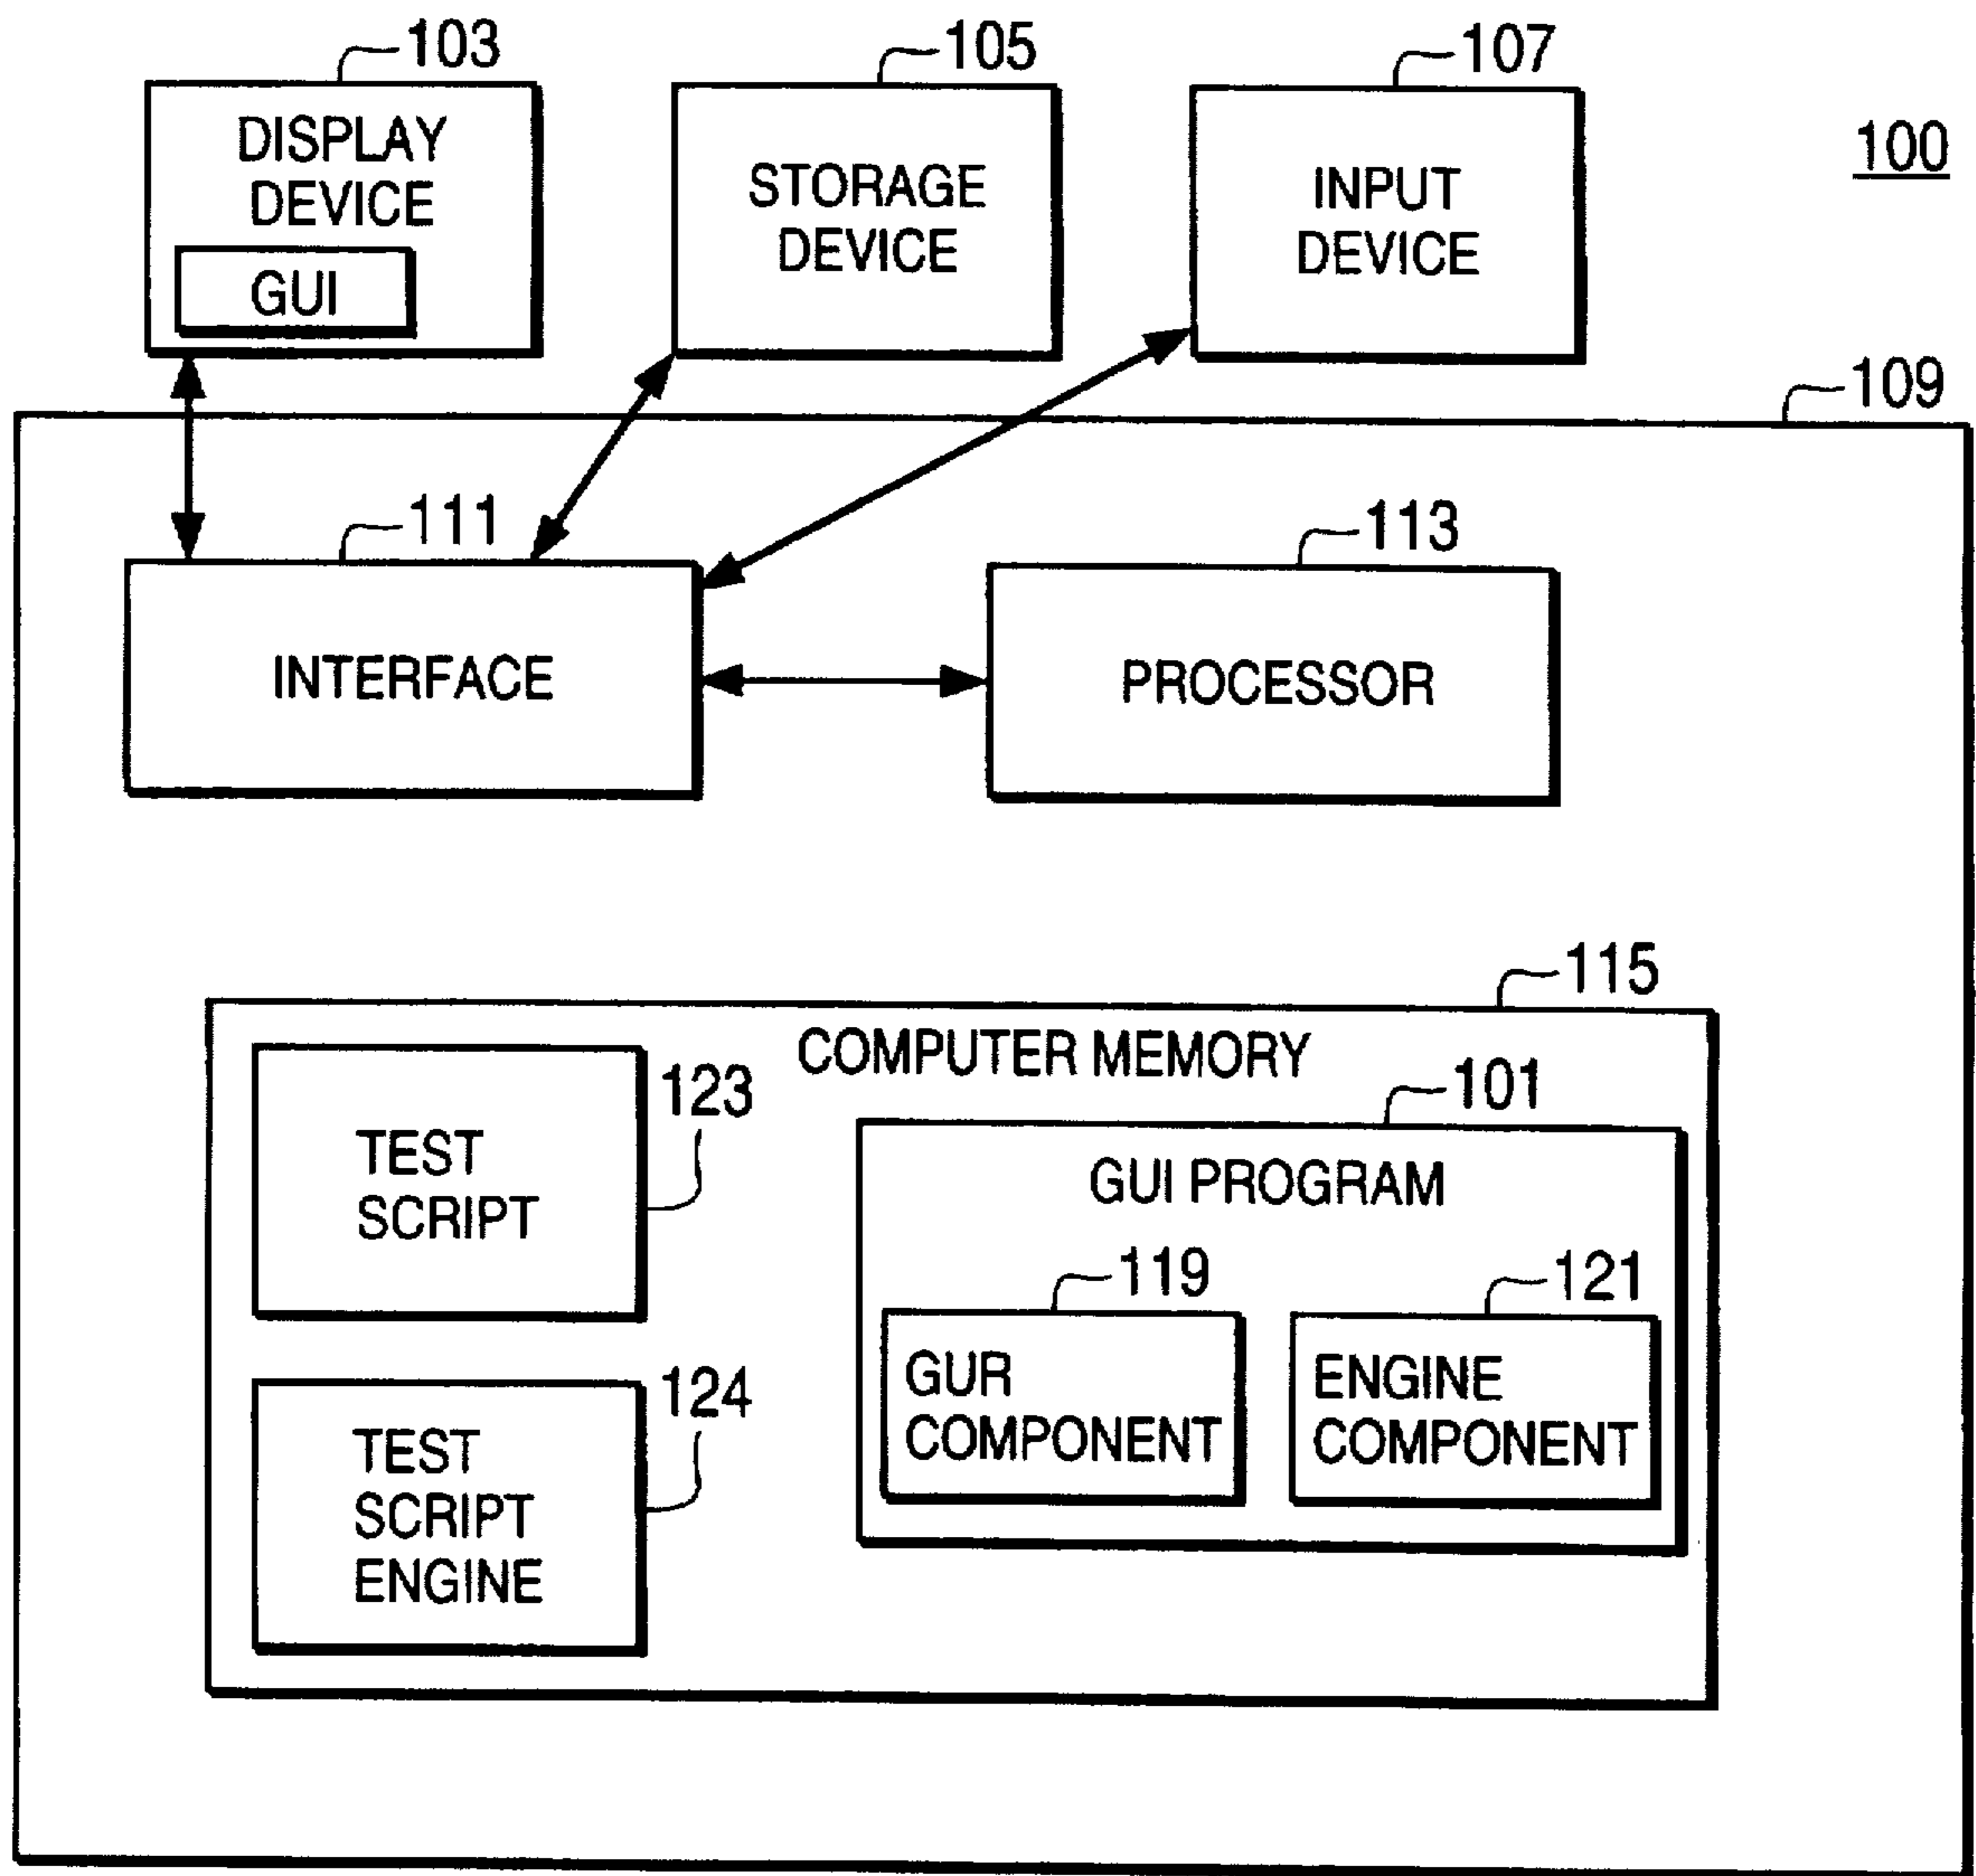 103
105
107
100
DISPLAY
DEVICE
GUI
STORAGE
DEVICE
INPUT
DEVICE
109
111
113
INTERFACE
PROCESSOR
115
COMPUTER MEMORY
123
TEST
SCRIPT
101
GUI PROGRAM
119
121
GUR
COMPONENT
ENGINE
COMPONENT
124
TEST
SCRIPT
ENGINE